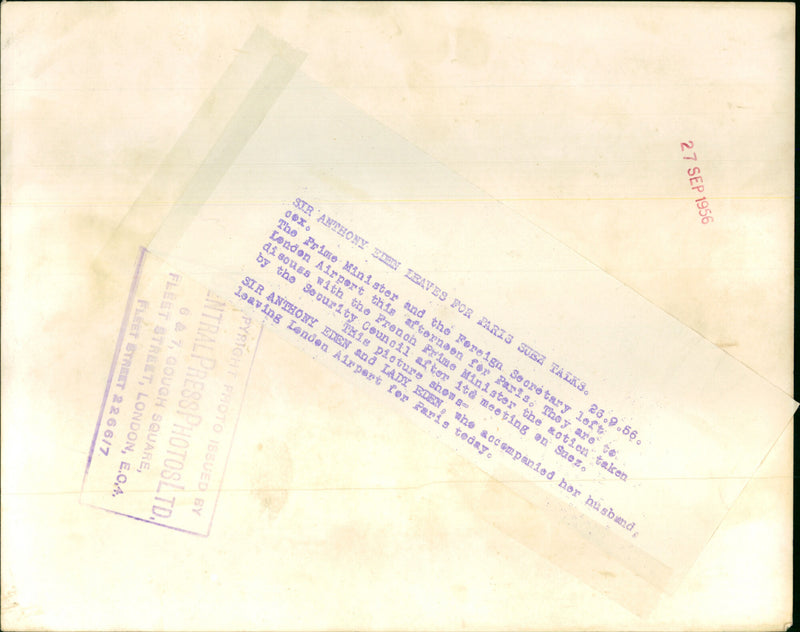 SIR ANTHONY EDEN LEAVES FOR PARIS SUEZ TALKS. 26.9.56.
cex.
The Prime Minister and the Foreign Secretary left
London Airport this afternoon for Paris. They are to
discuss with the French Prime Minister the action taken
by the Security Council after itd meeting on Suez.
THis picture shows-
SIR ANTHONY EDEN and LADY EDEN, who accompanied her husband,
leaving London Airport for Paris today.
27 SEP 1956
PYRIGHT PHOTO ISSUED BY
CENTRAL PRESS PHOTOS LTD.
6 & 7, GOUGH SQUARE,
FLEET STREET, LONDON, E.C.4.
FLEET STREET 226617